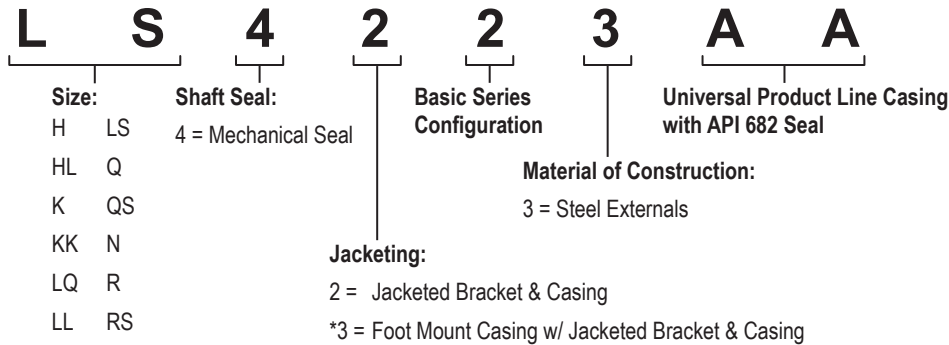 L S 4 2 2 3 A A
Size:
H LS
HL Q
K QS
KK N
LQ R
LL RS
Shaft Seal:
4 = Mechanical Seal
Basic Series
Configuration
Universal Product Line Casing
with API 682 Seal
Material of Construction:
3 = Steel Externals
Jacketing:
2 = Jacketed Bracket & Casing
*3 = Foot Mount Casing w/ Jacketed Bracket & Casing